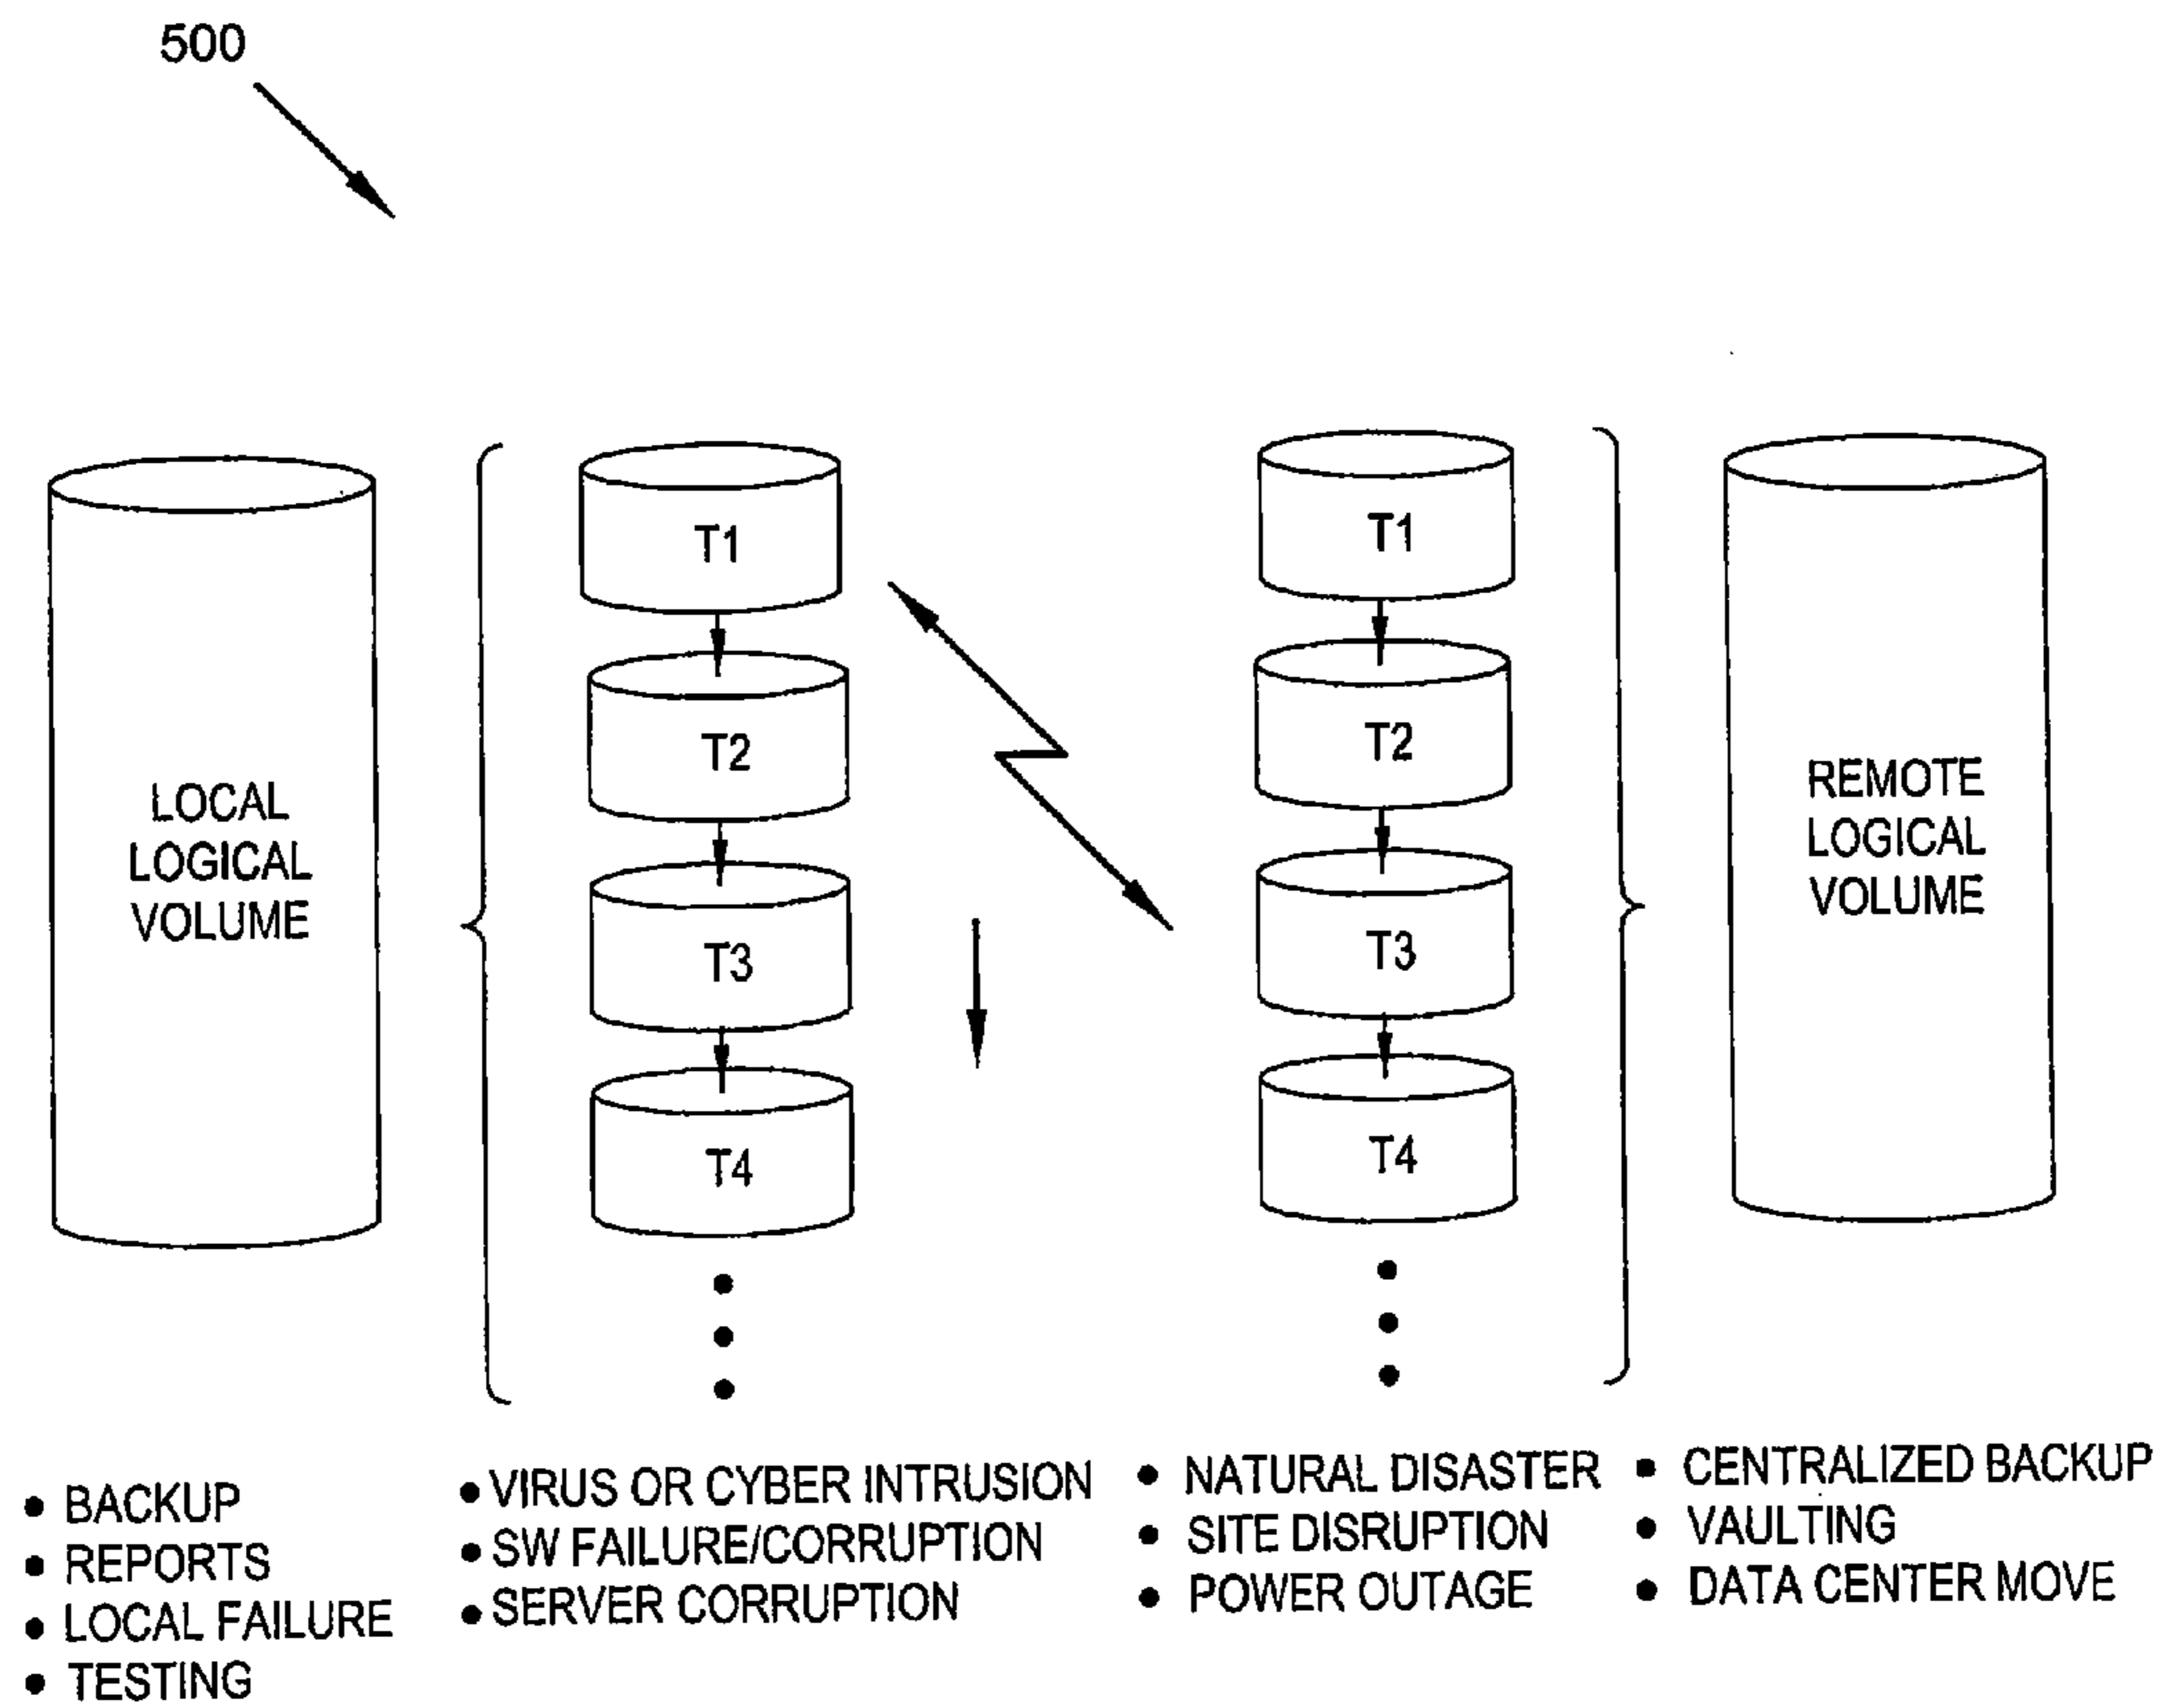 500
LOCAL
LOGICAL
VOLUME
T1
T2
T3
T4
T1
T2
T3
T4
REMOTE
LOGICAL
VOLUME
• BACKUP
• REPORTS
• LOCAL FAILURE
• TESTING
• VIRUS OR CYBER INTRUSION
• SW FAILURE/CORRUPTION
• SERVER CORRUPTION
• NATURAL DISASTER
• SITE DISRUPTION
• POWER OUTAGE
• CENTRALIZED BACKUP
• VAULTING
• DATA CENTER MOVE